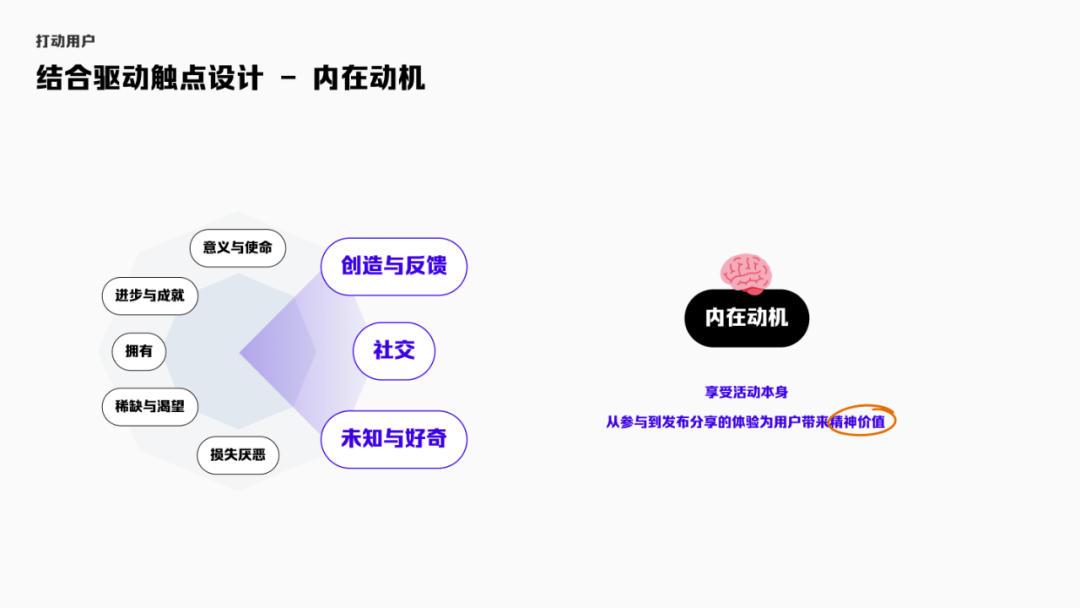 打动用户
结合驱动触点设计 - 内在动机
意义与使命
创造与反馈
进步与成就
社交
拥有
稀缺与渴望
未知与好奇
损失厌恶
内在动机
享受活动本身
从参与到发布分享的体验为用户带来精神价值